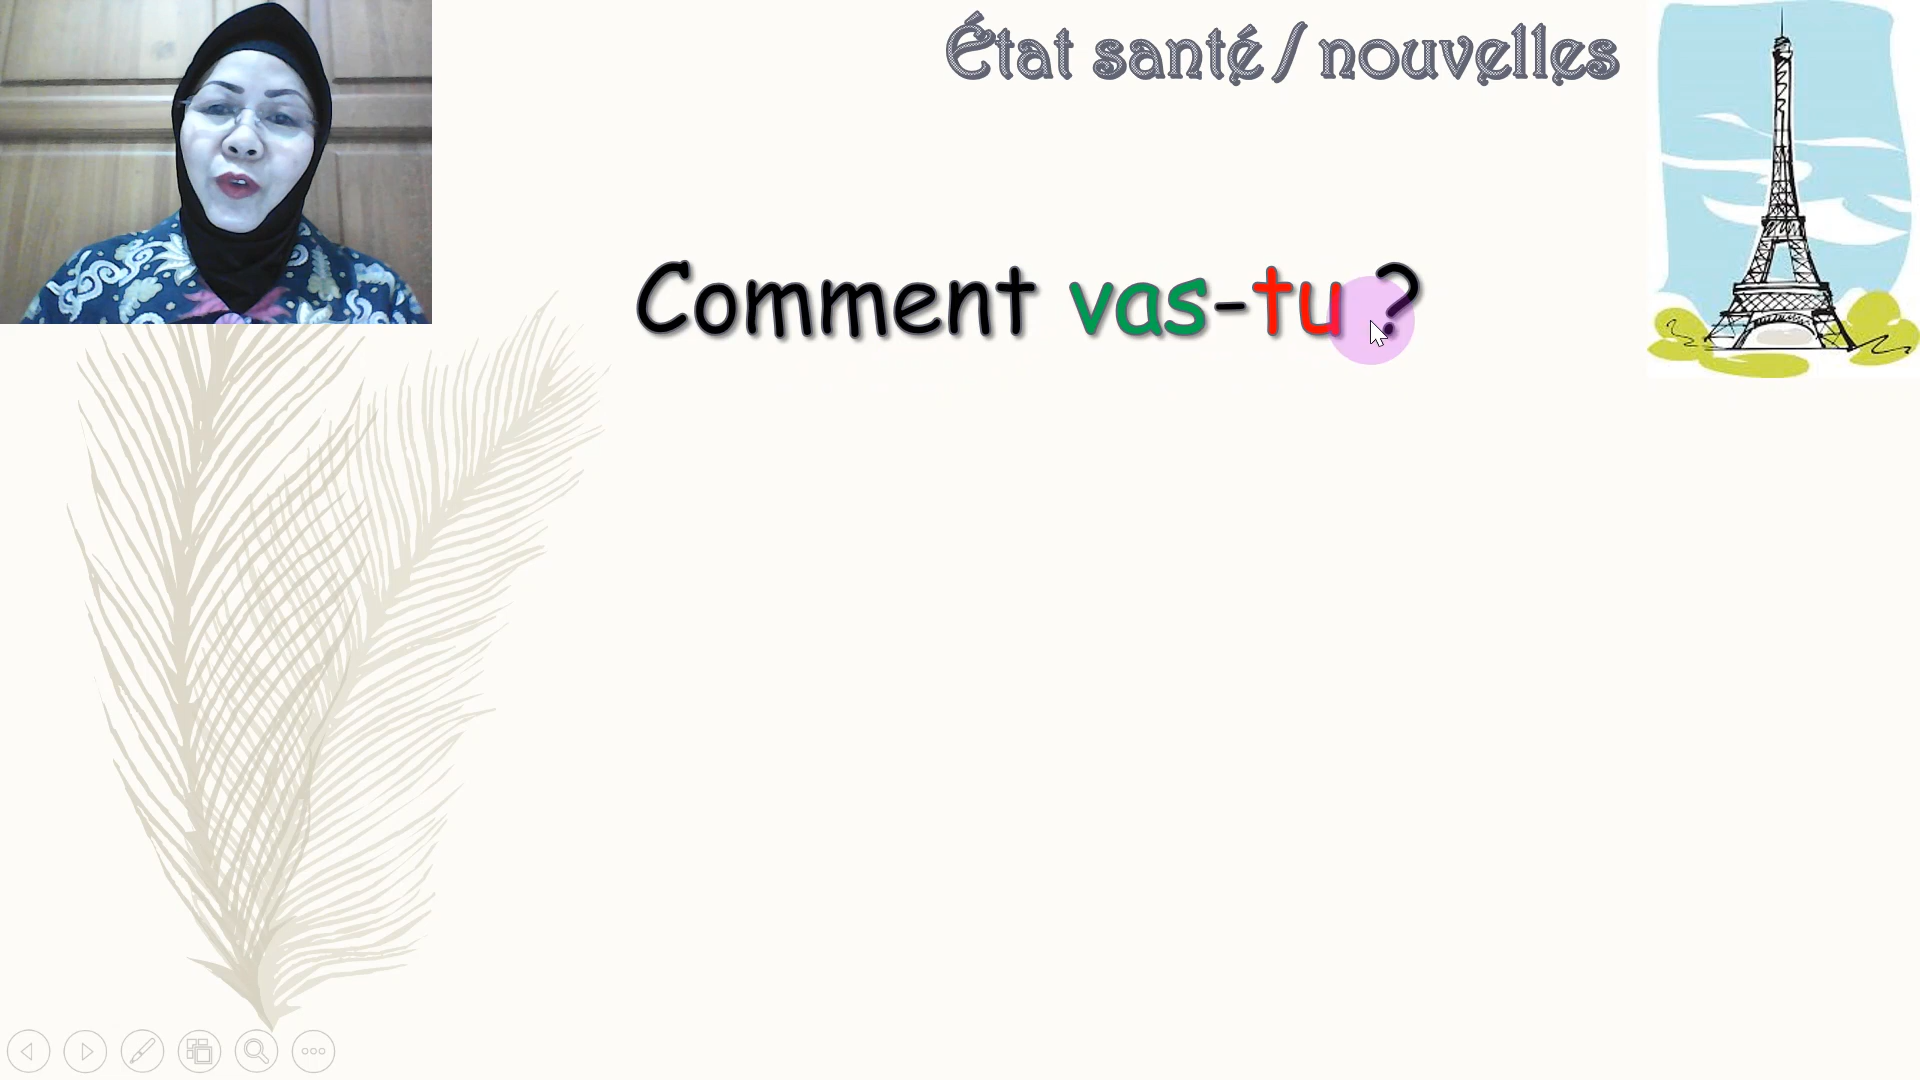 État santé / nouvelles
Comment vas-tu ?